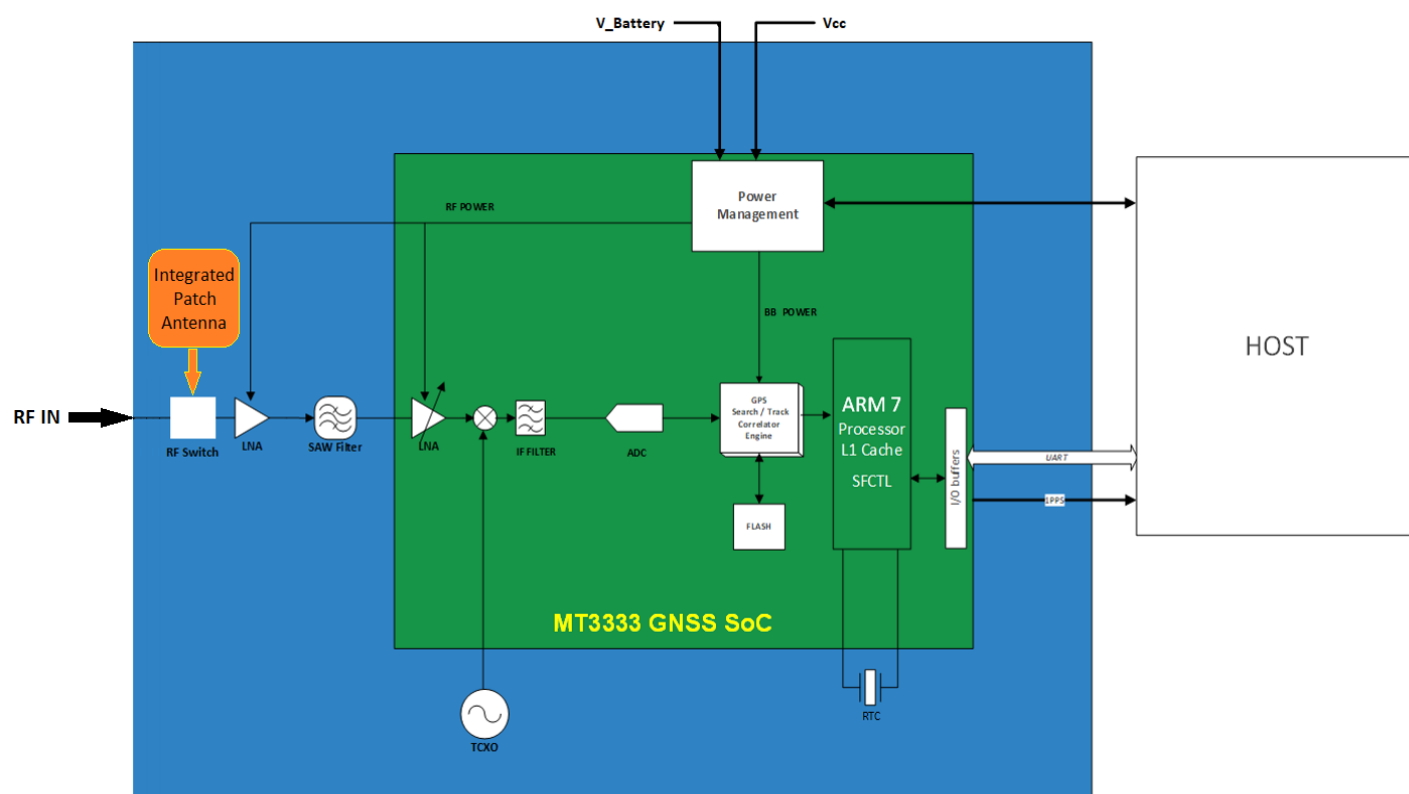 V_Battery
Vcc
Power
Management
RF POWER
Integrated
Patch
Antenna
BB POWER
HOST
RF IN
RF Switch
LNA
SAW Filter
LNA
IF FILTER
ADC
GPS
Search / Track
Correlator
Engine
ARM 7
Processor
L1 Cache
SFCTL
I/O buffers
UART
1PPS
FLASH
MT3333 GNSS SoC
TCXO
RTC